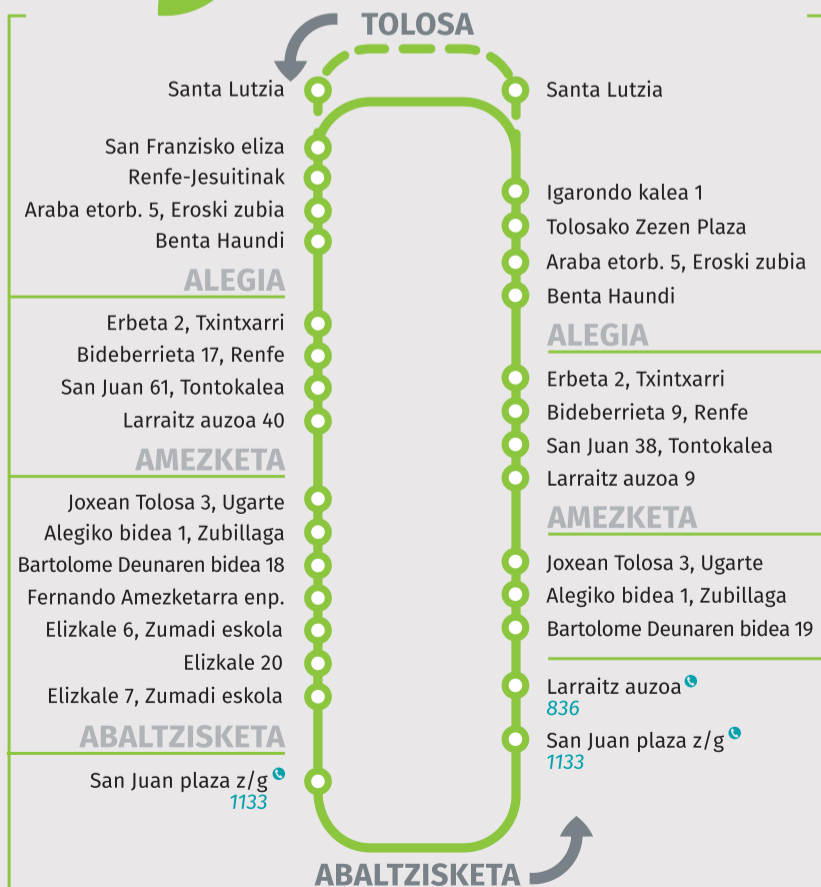 TOLOSA
Santa Lutzia
San Franzisko eliza
Renfe-Jesuitinak
Araba etorb. 5, Eroski zubia
Benta Haundi
ALEGIA
Erbeta 2, Txintxarri
Bideberrieta 17, Renfe
San Juan 61, Tontokalea
Larraitz auzoa 40
AMEZKETA
Joxean Tolosa 3, Ugarte
Alegiko bidea 1, Zubillaga
Bartolome Deunaren bidea 18
Fernando Amezketarra enp.
Elizkale 6, Zumadi eskola
Elizkale 20
Elizkale 7, Zumadi eskola
ABALTZISKETA
San Juan plaza z/g
1133
Santa Lutzia
Igarondo kalea 1
Tolosako Zezen Plaza
Araba etorb. 5, Eroski zubia
Benta Haundi
ALEGIA
Erbeta 2, Txintxarri
Bideberrieta 9, Renfe
San Juan 38, Tontokalea
Larraitz auzoa 9
AMEZKETA
Joxean Tolosa 3, Ugarte
Alegiko bidea 1, Zubillaga
Bartolome Deunaren bidea 19
Larraitz auzoa
836
San Juan plaza z/g
1133
ABALTZISKETA